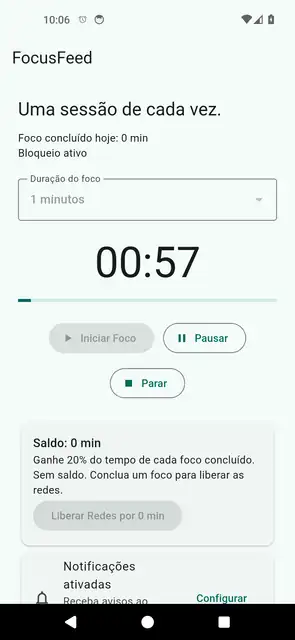 10:06
FocusFeed
Uma sessão de cada vez.
Foco concluído hoje: 0 min
Bloqueio ativo
Duração do foco
1 minutos
00:57
Iniciar Foco
Pausar
Parar
Saldo: 0 min
Ganhe 20% do tempo de cada foco concluído.
Sem saldo. Conclua um foco para liberar as
redes.
Liberar Redes por 0 min
Notificações
ativadas
Receba avisos ao
Configurar